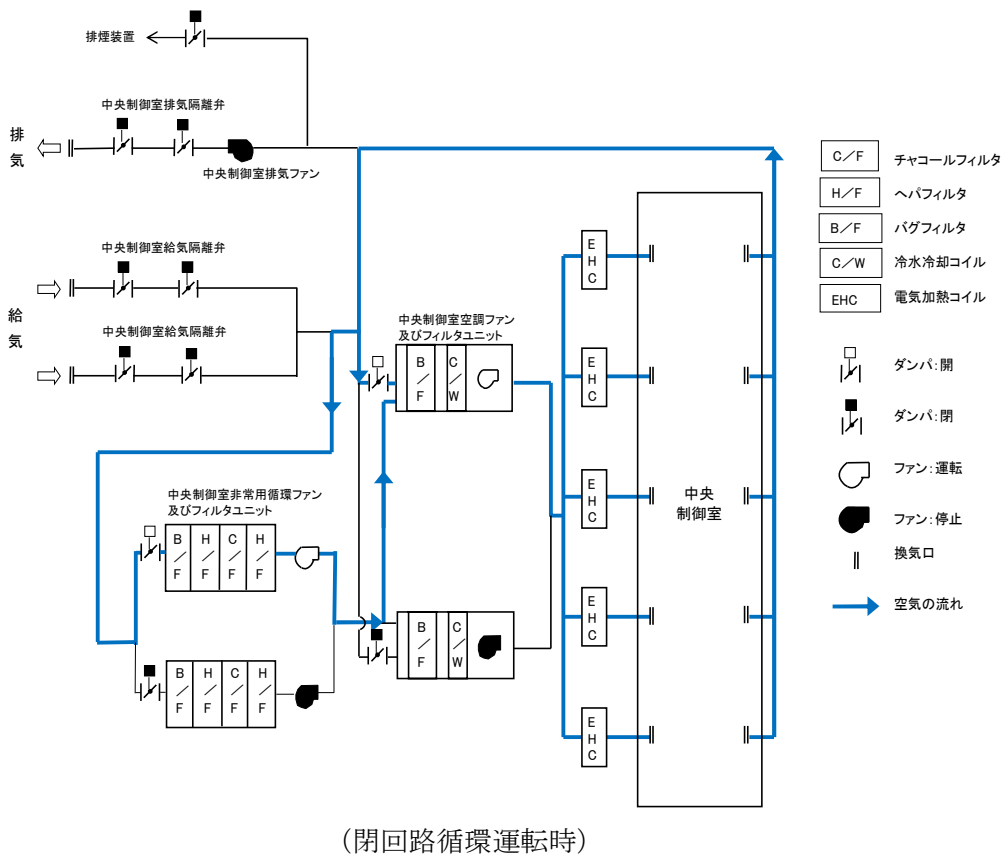 排煙装置
中央制御室排気隔離弁
排
気
中央制御室排気ファン
中央制御室給気隔離弁
給
気
中央制御室給気隔離弁
中央制御室空調ファン
及びフィルタユニット
B/F
C/W
中央制御室非常用循環ファン
及びフィルタユニット
B/F
H/F
C/F
H/F
B/F
H/F
C/F
H/F
B/F
C/W
EHC
EHC
EHC
EHC
EHC
中央
制御室
C/F チャコールフィルタ
H/F ヘパフィルタ
B/F バグフィルタ
C/W 冷水冷却コイル
EHC 電気加熱コイル
ダンパ:開
ダンパ:閉
ファン:運転
ファン:停止
換気口
空気の流れ
(閉回路循環運転時)